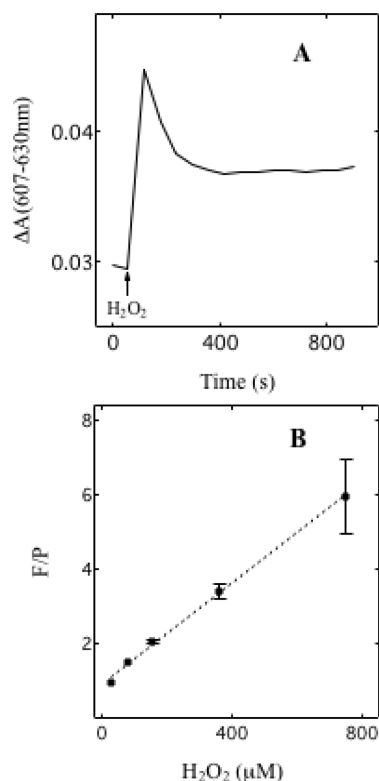 A
ΔA(607-630nm)
0.04
0.03
H₂O₂
0
400
800
Time (s)
B
F/P
8
6
4
2
0
400
800
H₂O₂ (μM)